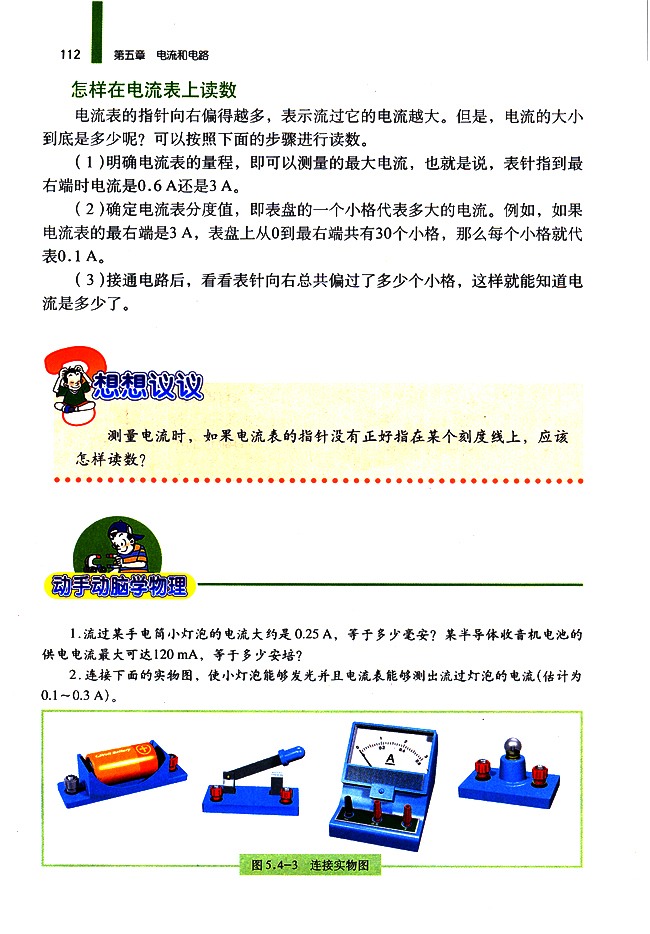 112 第五章 电流和电路
怎样在电流表上读数
电流表的指针向右偏得越多，表示流过它的电流越大。但是，电流的大小
到底是多少呢？可以按照下面的步骤进行读数。
（1）明确电流表的量程，即可以测量的最大电流，也就是说，表针指到最
右端时电流是0.6 A还是3 A。
（2）确定电流表分度值，即表盘的一个小格代表多大的电流。例如，如果
电流表的最右端是3 A，表盘上从0到最右端共有30个小格，那么每个小格就代
表0.1 A。
（3）接通电路后，看看表针向右总共偏过了多少个小格，这样就能知道电
流是多少了。
想想议议
测量电流时，如果电流表的指针没有正好指在某个刻度线上，应该
怎样读数？
动手动脑学物理
1.流过某手电筒小灯泡的电流大约是 0.25 A，等于多少毫安？某半导体收音机电池的
供电电流最大可达120 mA，等于多少安培？
2.连接下面的实物图，使小灯泡能够发光并且电流表能够测出流过灯泡的电流(估计为
0.1～0.3 A)。
A
图5.4-3 连接实物图